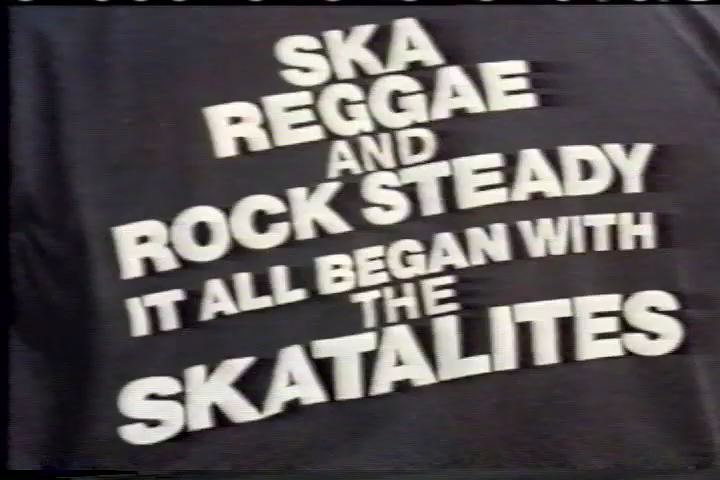 SKA
REGGAE
AND
ROCK STEADY
IT ALL BEGAN WITH
THE
SKATALITES